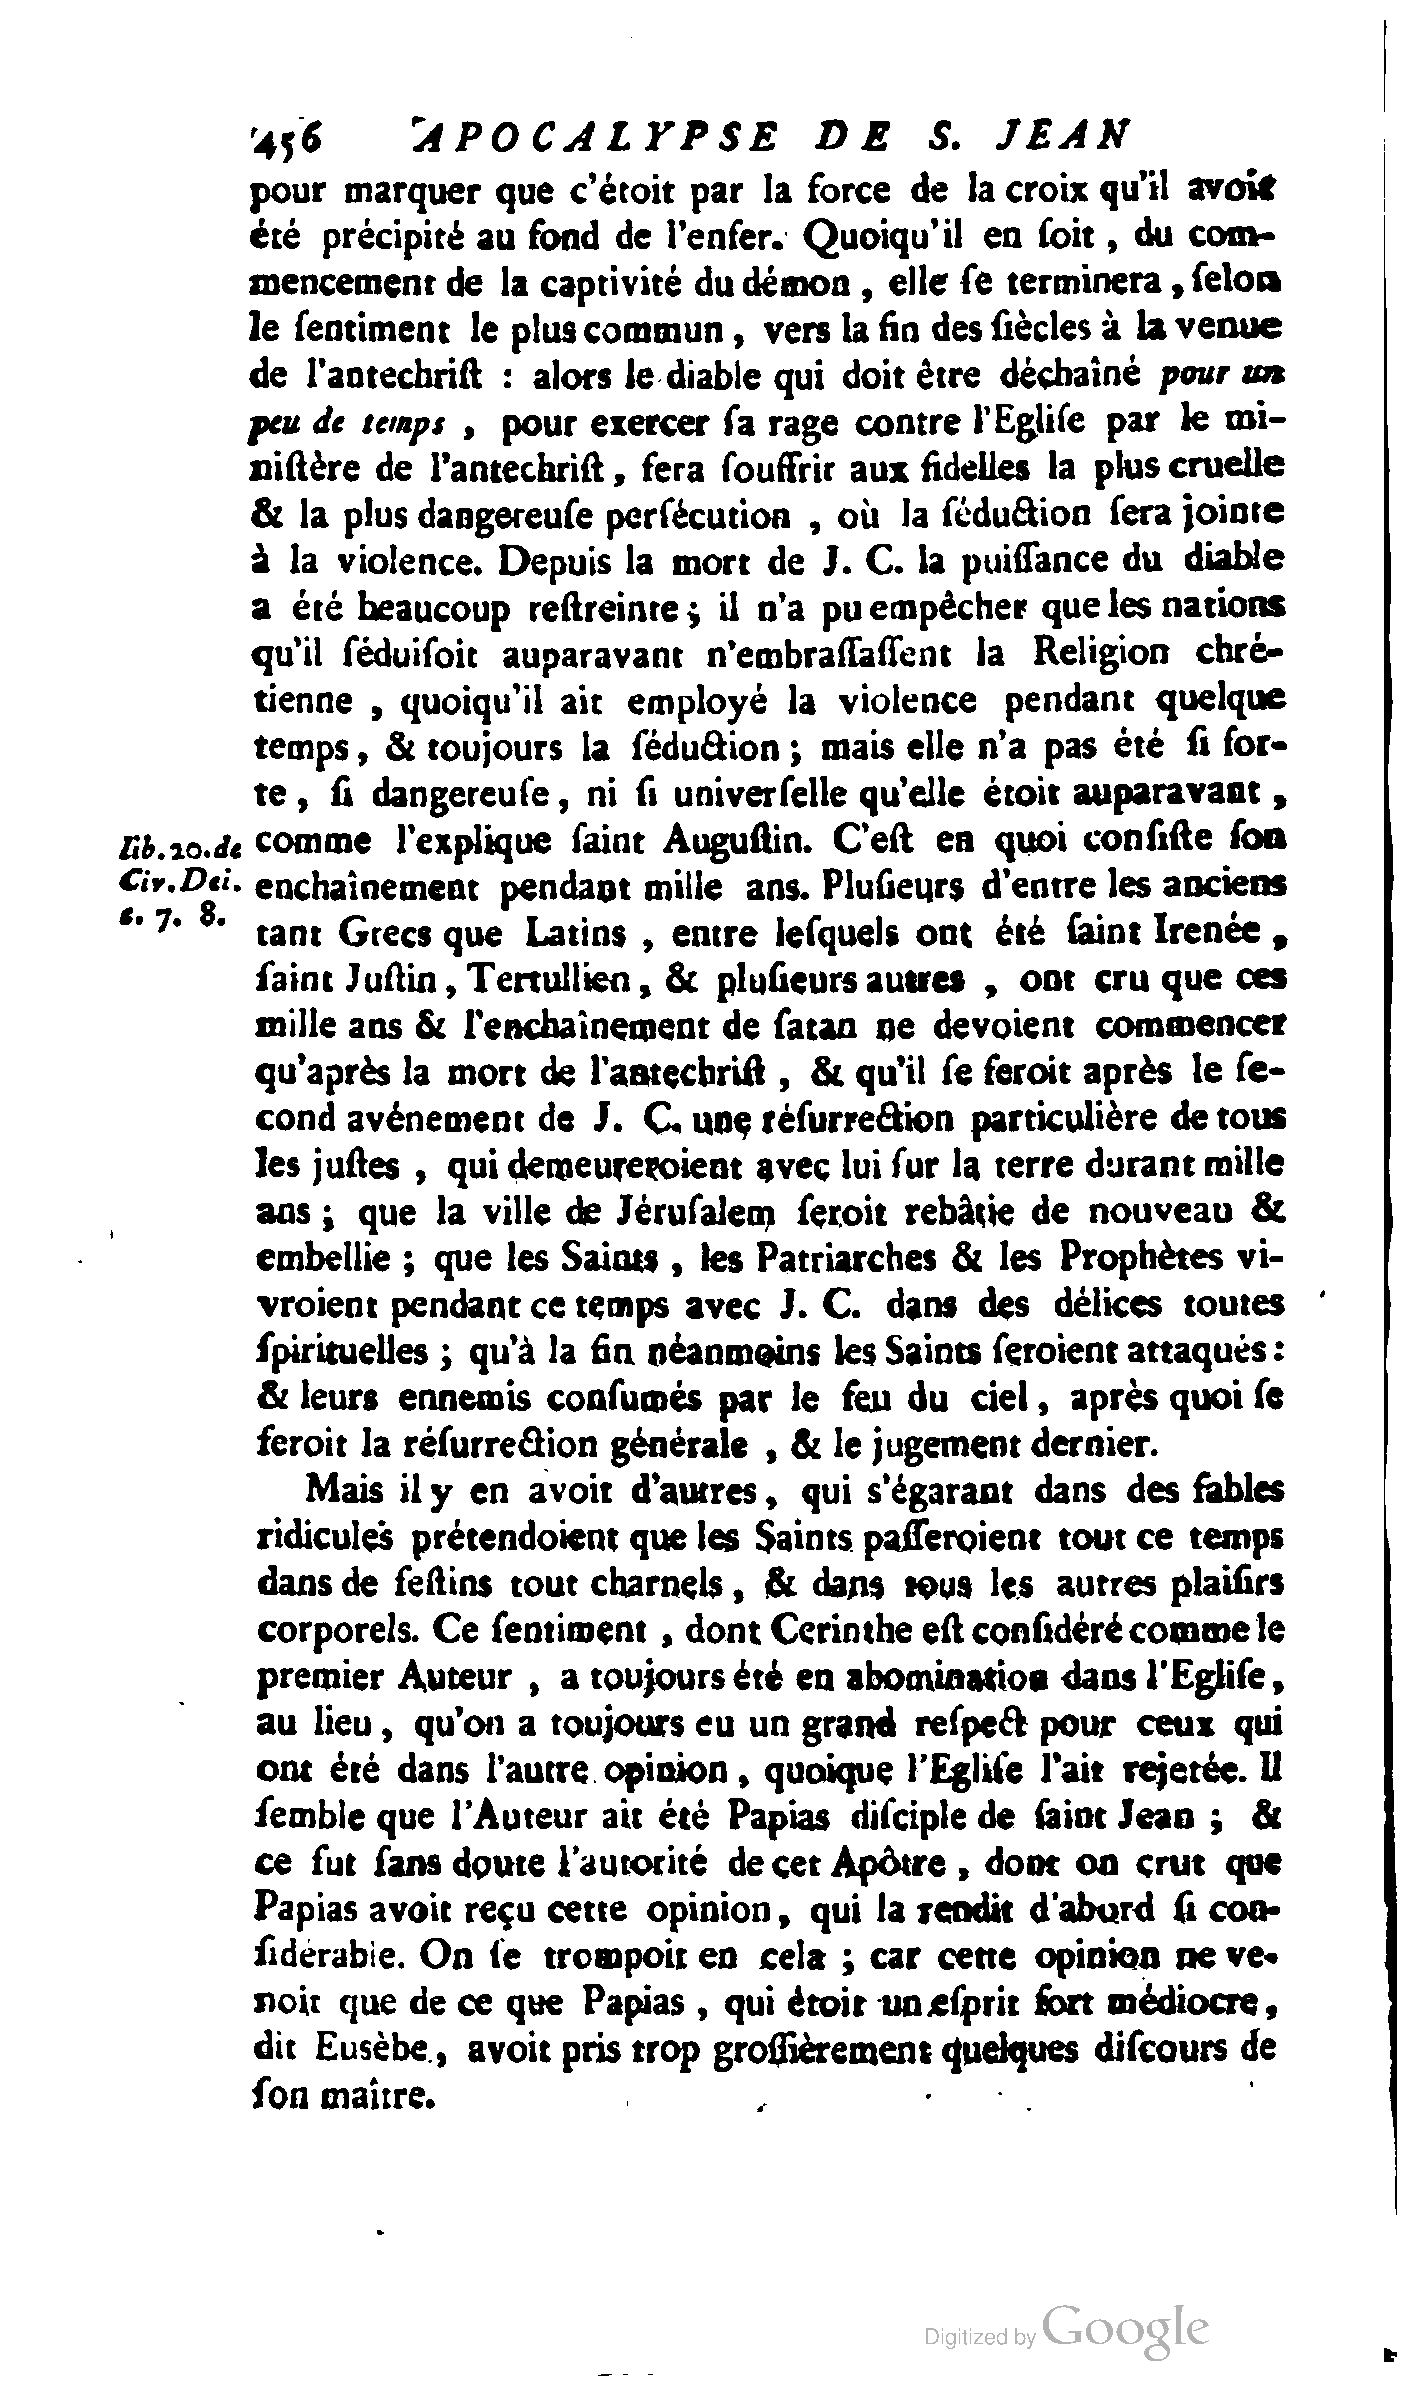 456 APOCALYPSE DE S. JEAN
pour marquer que c'étoit par la force de la croix qu'il avoit
été précipité au fond de l'enfer. Quoiqu'il en ſoit, du com-
mencement de la captivité du démon, elle ſe terminera, ſelon
le ſentiment le plus commun, vers la fin des ſiècles à la venue
de l'antechriſt : alors le diable qui doit être déchaîné pour un
peu de temps, pour exercer ſa rage contre l'Egliſe par le mi-
niſtère de l'antechriſt, fera ſouffrir aux fidelles la plus cruelle
& la plus dangereuſe perſécution, où la ſéduction ſera jointe
à la violence. Depuis la mort de J. C. la puiſſance du diable
a été beaucoup reſtreinte; il n'a pu empêcher que les nations
qu'il ſéduiſoit auparavant n'embraſſaſſent la Religion chré-
tienne, quoiqu'il ait employé la violence pendant quelque
temps, & toujours la ſéduction; mais elle n'a pas été ſi for-
te, ſi dangereuſe, ni ſi univerſelle qu'elle étoit auparavant,
lib. 20. de comme l'explique ſaint Auguſtin. C'eſt en quoi conſiſte ſon
Civ. Dei. enchaînement pendant mille ans. Pluſieurs d'entre les anciens
c. 7. 8. tant Grecs que Latins, entre leſquels ont été ſaint Irenée,
ſaint Juſtin, Tertullien, & pluſieurs autres, ont cru que ces
mille ans & l'enchaînement de ſatan ne devoient commencer
qu'après la mort de l'antechriſt, & qu'il ſe feroit après le ſe-
cond avénement de J. C. une réſurrection particulière de tous
les juſtes, qui demeureroient avec lui ſur la terre durant mille
ans; que la ville de Jéruſalem ſeroit rebâtie de nouveau &
embellie; que les Saints, les Patriarches & les Prophètes vi-
vroient pendant ce temps avec J. C. dans des délices toutes
ſpirituelles; qu'à la fin néanmoins les Saints ſeroient attaqués:
& leurs ennemis conſumés par le feu du ciel, après quoi ſe
feroit la réſurrection générale, & le jugement dernier.
Mais il y en avoit d'autres, qui s'égarant dans des fables
ridicules prétendoient que les Saints paſſeroient tout ce temps
dans de feſtins tout charnels, & dans tous les autres plaiſirs
corporels. Ce ſentiment, dont Cerinthe eſt conſidéré comme le
premier Auteur, a toujours été en abomination dans l'Egliſe,
au lieu, qu'on a toujours eu un grand reſpect pour ceux qui
ont été dans l'autre opinion, quoique l'Egliſe l'ait rejetée. Il
ſemble que l'Auteur ait été Papias diſciple de ſaint Jean; &
ce fut ſans doute l'autorité de cet Apôtre, dont on crut que
Papias avoit reçu cette opinion, qui la rendit d'abord ſi con-
ſidérable. On ſe trompoit en cela; car cette opinion ne ve-
noit que de ce que Papias, qui étoit un eſprit fort médiocre,
dit Eusèbe, avoit pris trop groſſièrement quelques diſcours de
ſon maître.
Digitized by Google